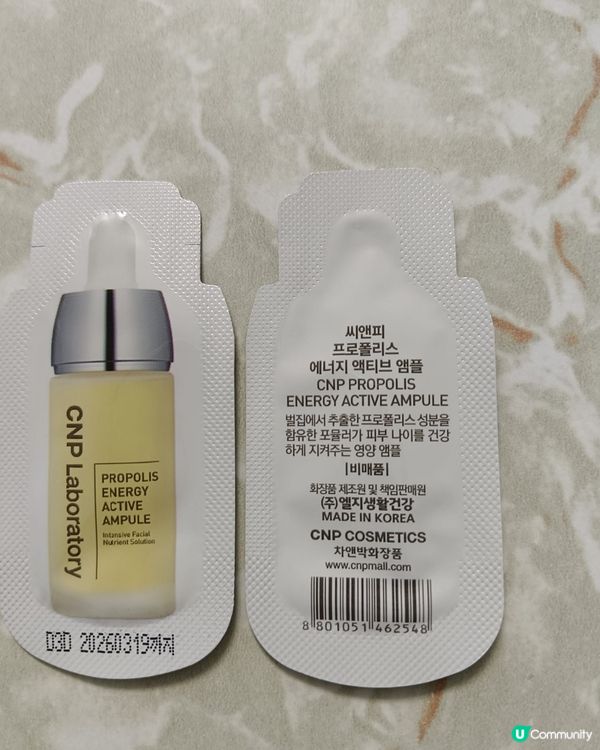 CNP Laboratory
PROPOLIS
ENERGY
ACTIVE
AMPULE
Intensive Facial
Nutrient Solution
D3D 20260319까지
씨앤피
프로폴리스
에너지 액티브 앰플
CNP PROPOLIS
ENERGY ACTIVE AMPULE
벌집에서 추출한 프로폴리스 성분을
함유한 포뮬러가 피부 나이를 건강
하게 지켜주는 영양 앰플
|비매품|
화장품 제조원 및 책임판매원
(주)엘지생활건강
MADE IN KOREA
CNP COSMETICS
차앤박화장품
www.cnpmall.com
8 801051 462548
U Community